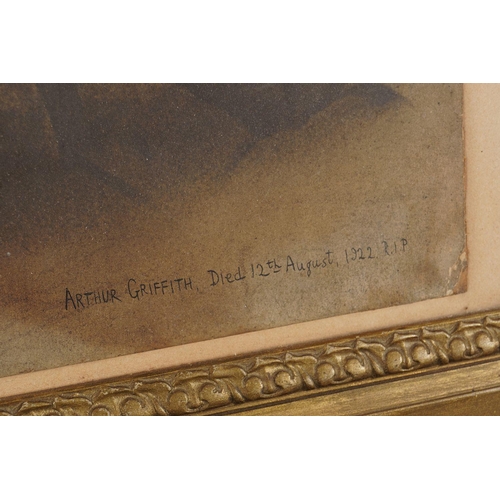 ARTHUR GRIFFITH. Died 12th August, 1922. R.I.P